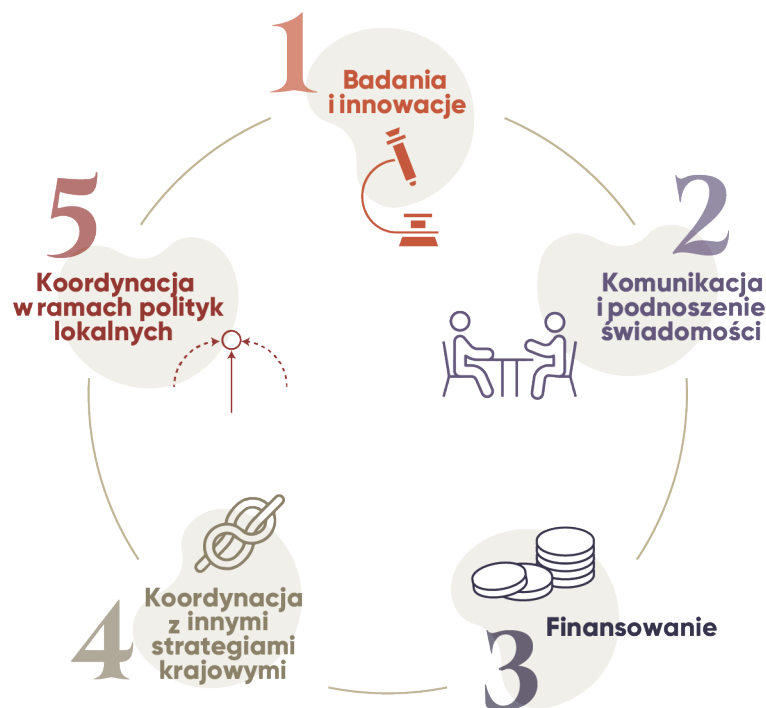 1
Badania
i innowacje
2
Komunikacja
i podnoszenie
świadomości
3
Finansowanie
4
Koordynacja
z innymi
strategiami
krajowymi
5
Koordynacja
w ramach polityk
lokalnych